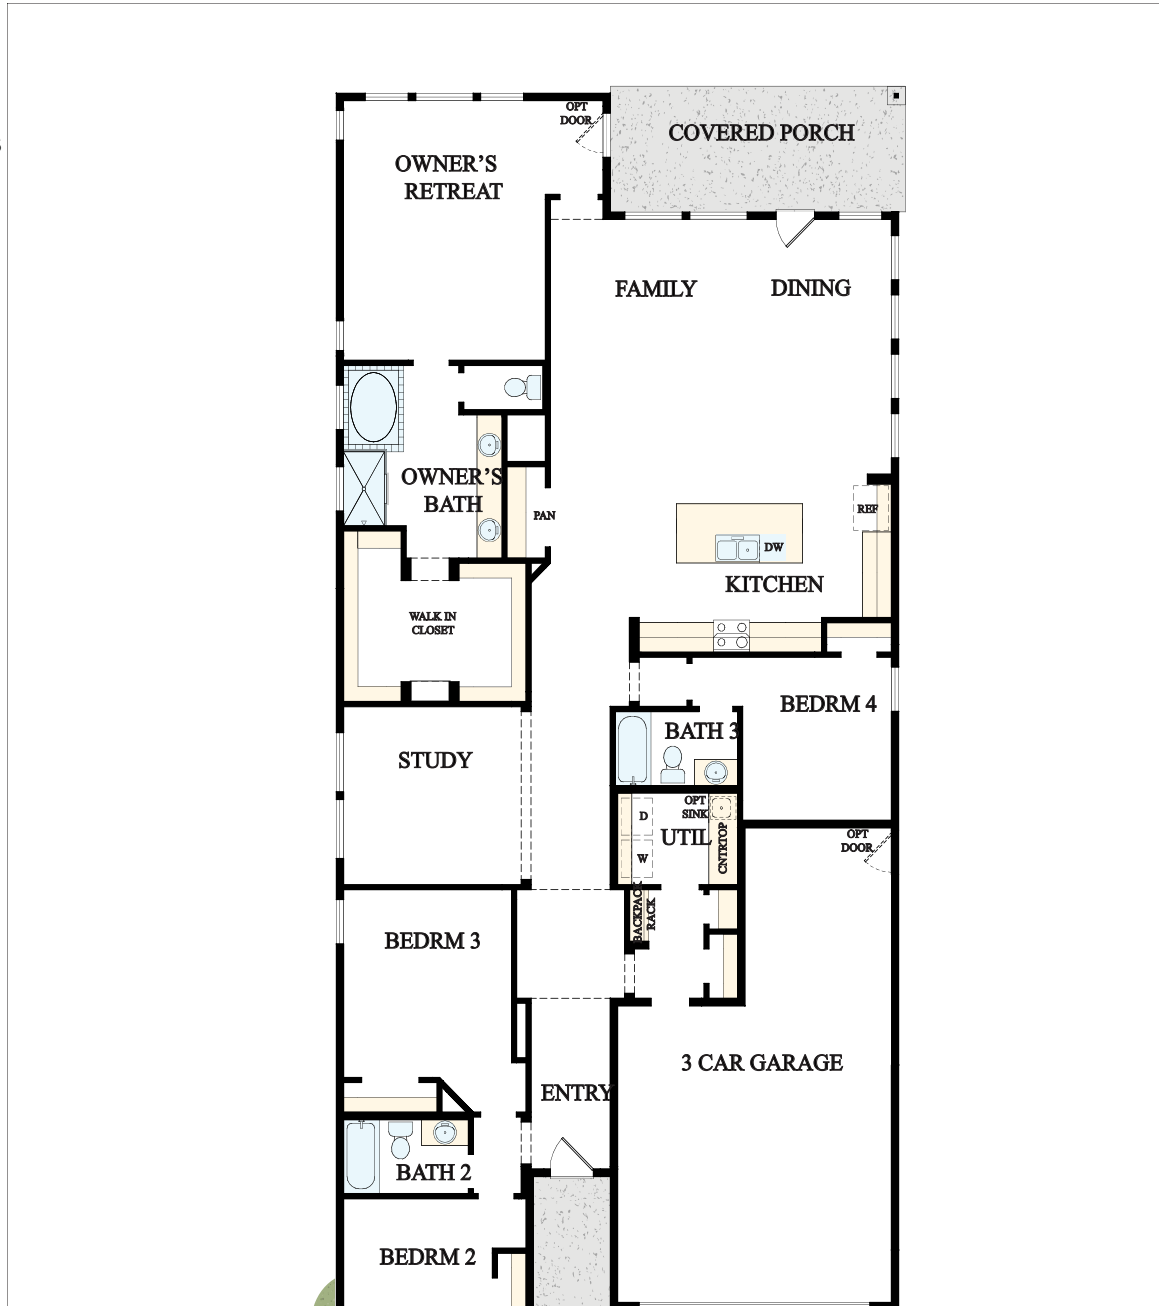 OPT
DOOR
COVERED PORCH
OWNER'S
RETREAT
FAMILY
DINING
OWNER'S
BATH
PAN
REF
DW
KITCHEN
WALK IN
CLOSET
BEDRM 4
BATH 3
STUDY
OPT
SINK
D
UTIL
CNTRTOP
W
OPT
DOOR
BACKPACK
RACK
BEDRM 3
3 CAR GARAGE
ENTRY
BATH 2
BEDRM 2